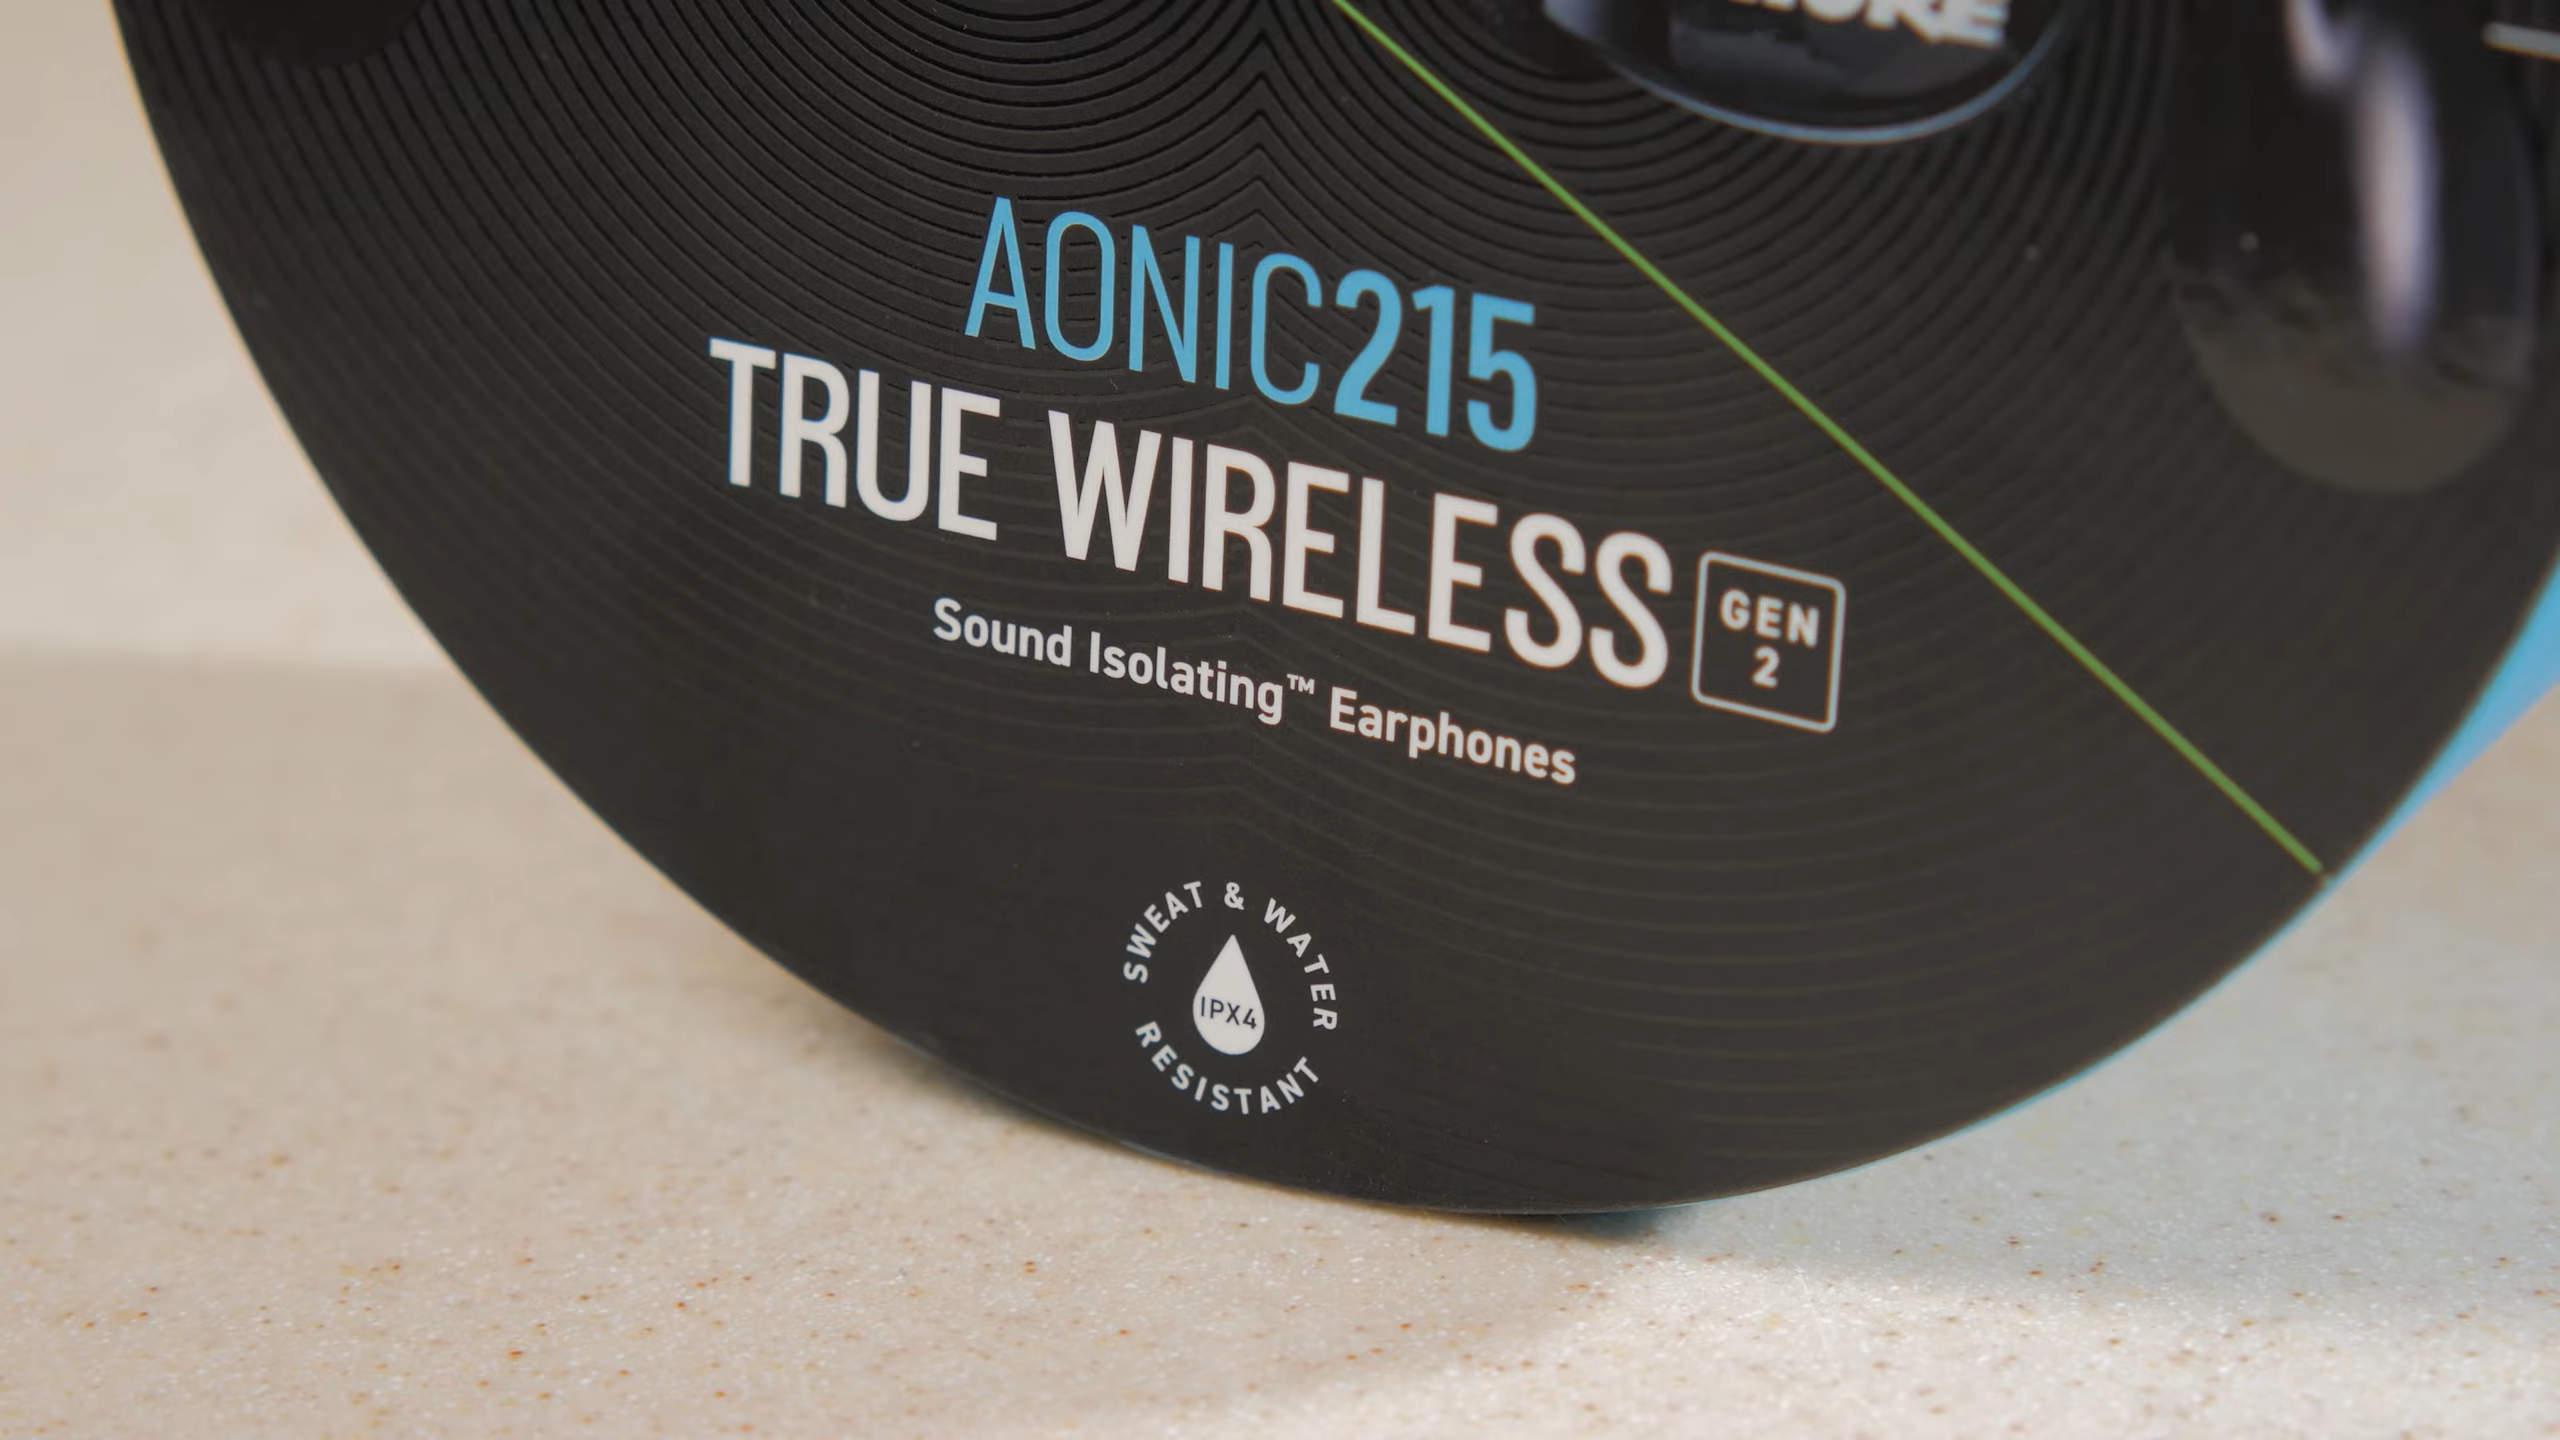 AONIC215
TRUE WIRELESS
GEN
2
Sound Isolating™ Earphones
SWEAT & WATER
IPX4
RESISTANT